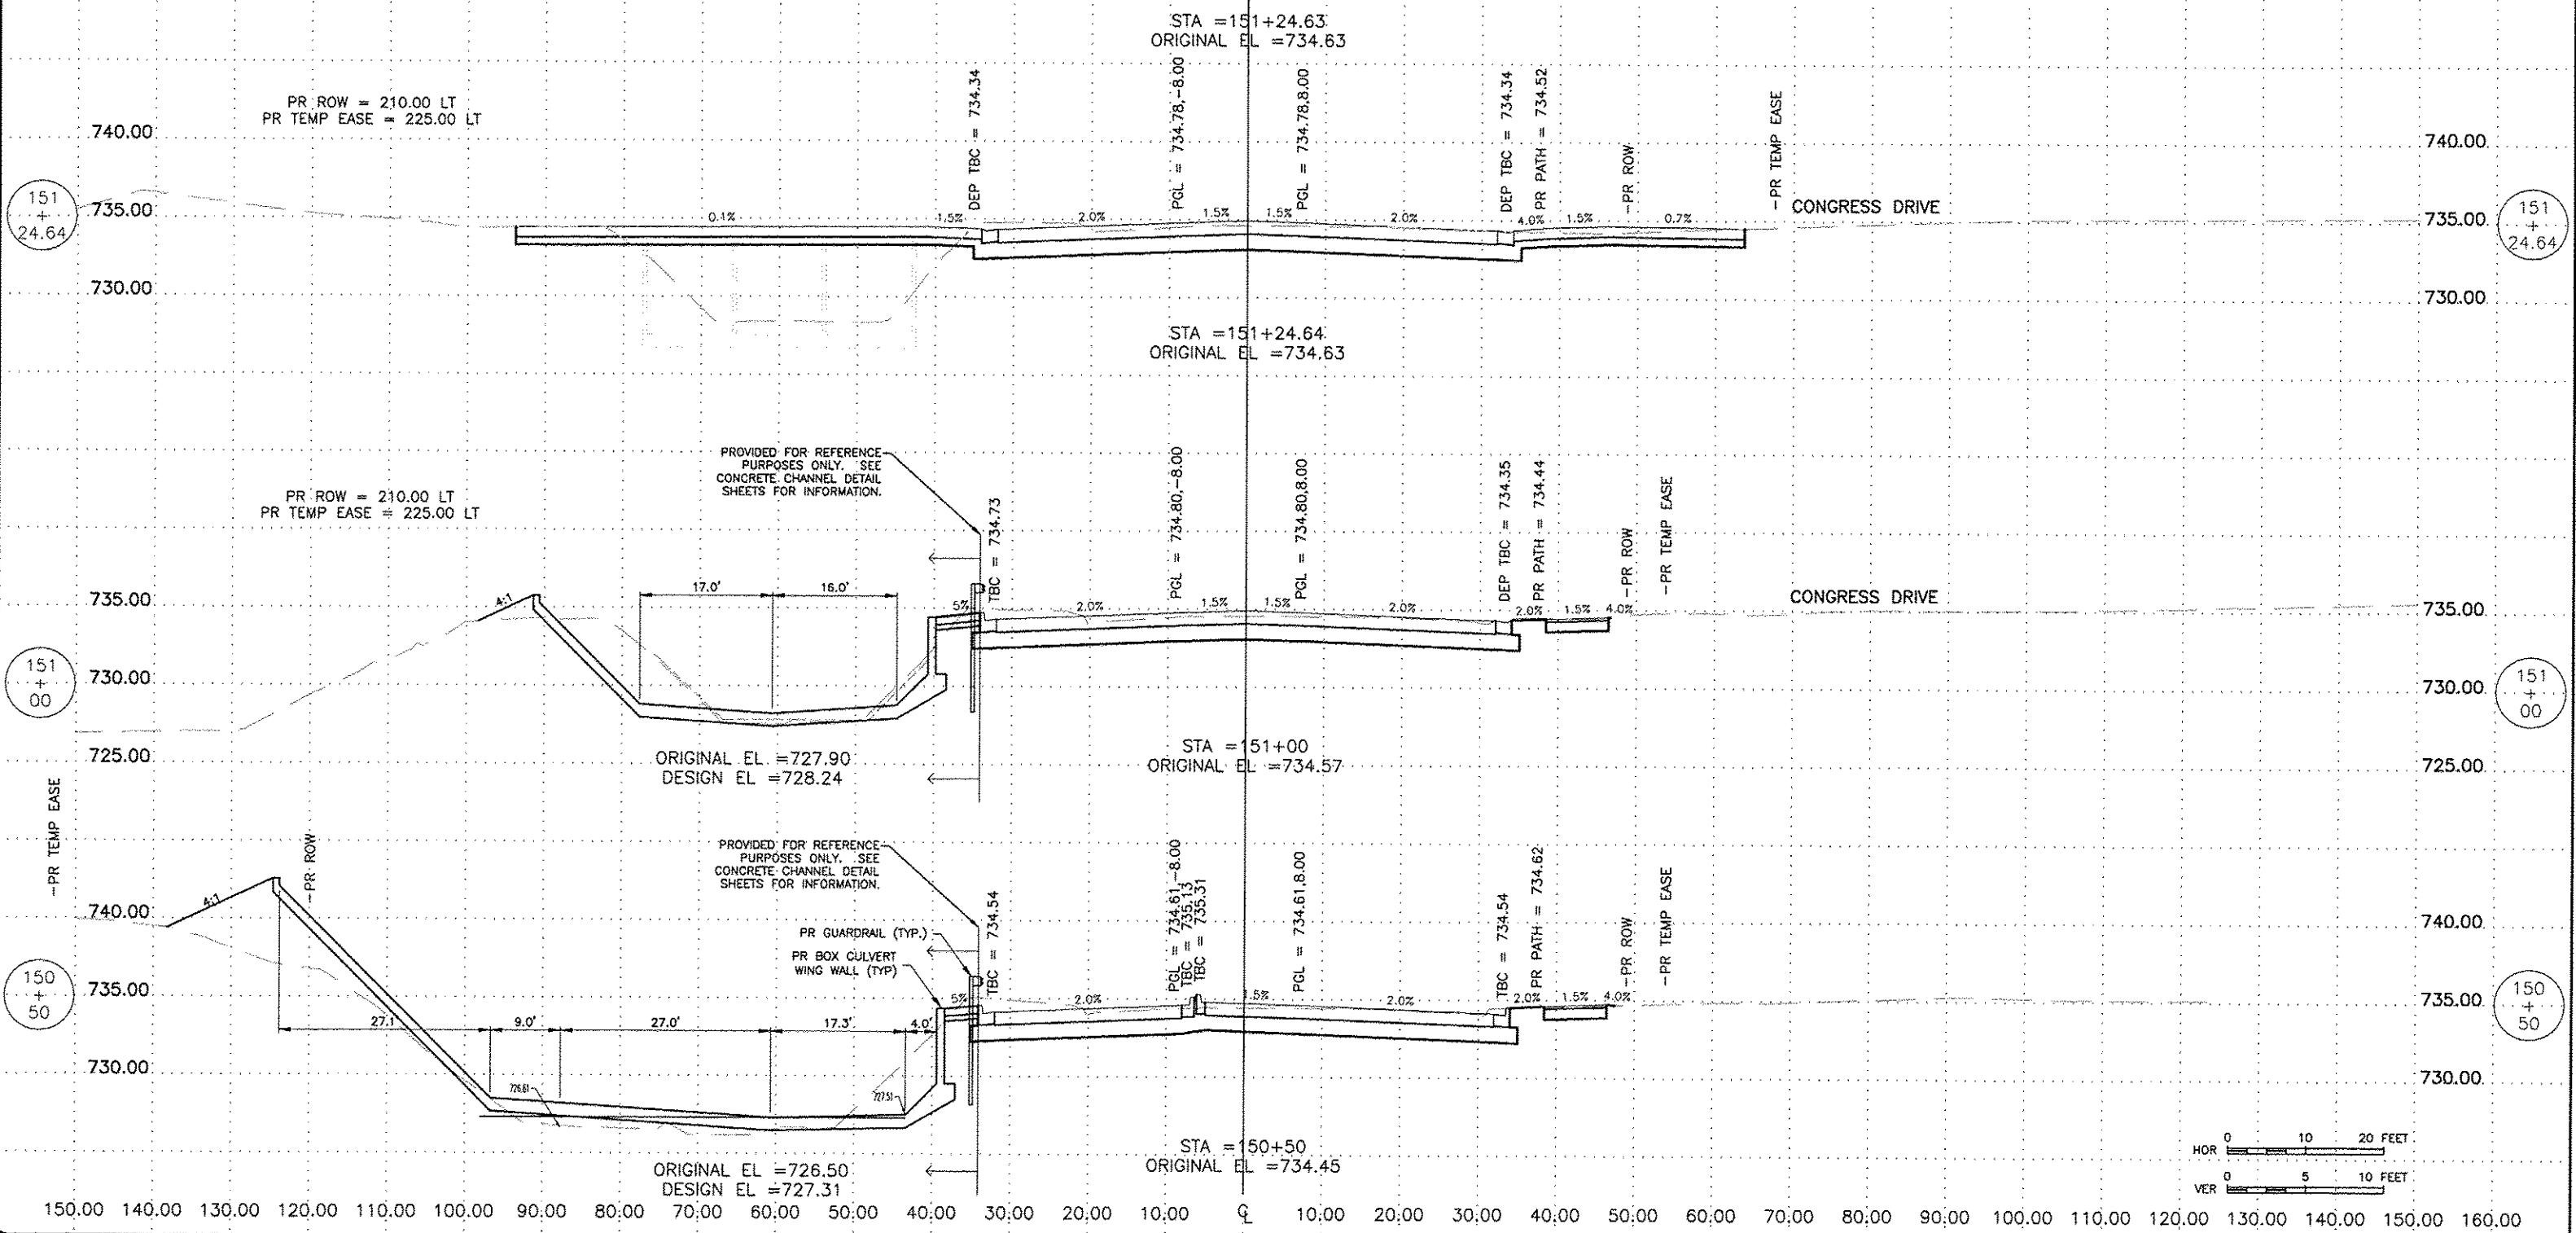 STA =151+24.63
ORIGINAL EL =734.63
PR ROW = 210.00 LT
PR TEMP EASE = 225.00 LT
DEP TBC = 734.34
PGL = 734.78,-8.00
PGL = 734.78,8.00
DEP TBC = 734.34
PR PATH = 734.52
-PR ROW
-PR TEMP EASE
740.00
740.00
151
+
24.64
735.00
0.1%
1.5%
2.0%
1.5%
1.5%
2.0%
4.0%
1.5%
0.7%
CONGRESS DRIVE
735.00
151
+
24.64
730.00
730.00
STA =151+24.64
ORIGINAL EL =734.63
PROVIDED FOR REFERENCE
PURPOSES ONLY. SEE
CONCRETE CHANNEL DETAIL
SHEETS FOR INFORMATION.
PR ROW = 210.00 LT
PR TEMP EASE = 225.00 LT
TBC = 734.73
PGL = 734.80,-8.00
PGL = 734.80,8.00
DEP TBC = 734.35
PR PATH = 734.44
-PR ROW
-PR TEMP EASE
735.00
4:1
17.0'
16.0'
5%
2.0%
1.5%
1.5%
2.0%
2.0%
1.5%
4.0%
CONGRESS DRIVE
735.00
151
+
00
730.00
730.00
151
+
00
725.00
ORIGINAL EL =727.90
DESIGN EL =728.24
STA =151+00
ORIGINAL EL =734.57
725.00
-PR TEMP EASE
-PR ROW
PROVIDED FOR REFERENCE
PURPOSES ONLY. SEE
CONCRETE CHANNEL DETAIL
SHEETS FOR INFORMATION.
TBC = 734.54
PGL = 734.61,-8.00
TBC = 735.13
TBC = 735.31
PGL = 734.61,8.00
TBC = 734.54
PR PATH = 734.62
-PR ROW
-PR TEMP EASE
740.00
4:1
PR GUARDRAIL (TYP.)
PR BOX CULVERT
WING WALL (TYP)
740.00
150
+
50
735.00
5%
2.0%
1.5%
2.0%
2.0%
1.5%
4.0%
735.00
150
+
50
27.1'
9.0'
27.0'
17.3'
4.0'
730.00
726.61
727.51
730.00
ORIGINAL EL =726.50
DESIGN EL =727.31
STA =150+50
ORIGINAL EL =734.45
HOR 0 10 20 FEET
VER 0 5 10 FEET
150.00 140.00 130.00 120.00 110.00 100.00 90.00 80.00 70.00 60.00 50.00 40.00 30.00 20.00 10.00 ℄ 10.00 20.00 30.00 40.00 50.00 60.00 70.00 80.00 90.00 100.00 110.00 120.00 130.00 140.00 150.00 160.00